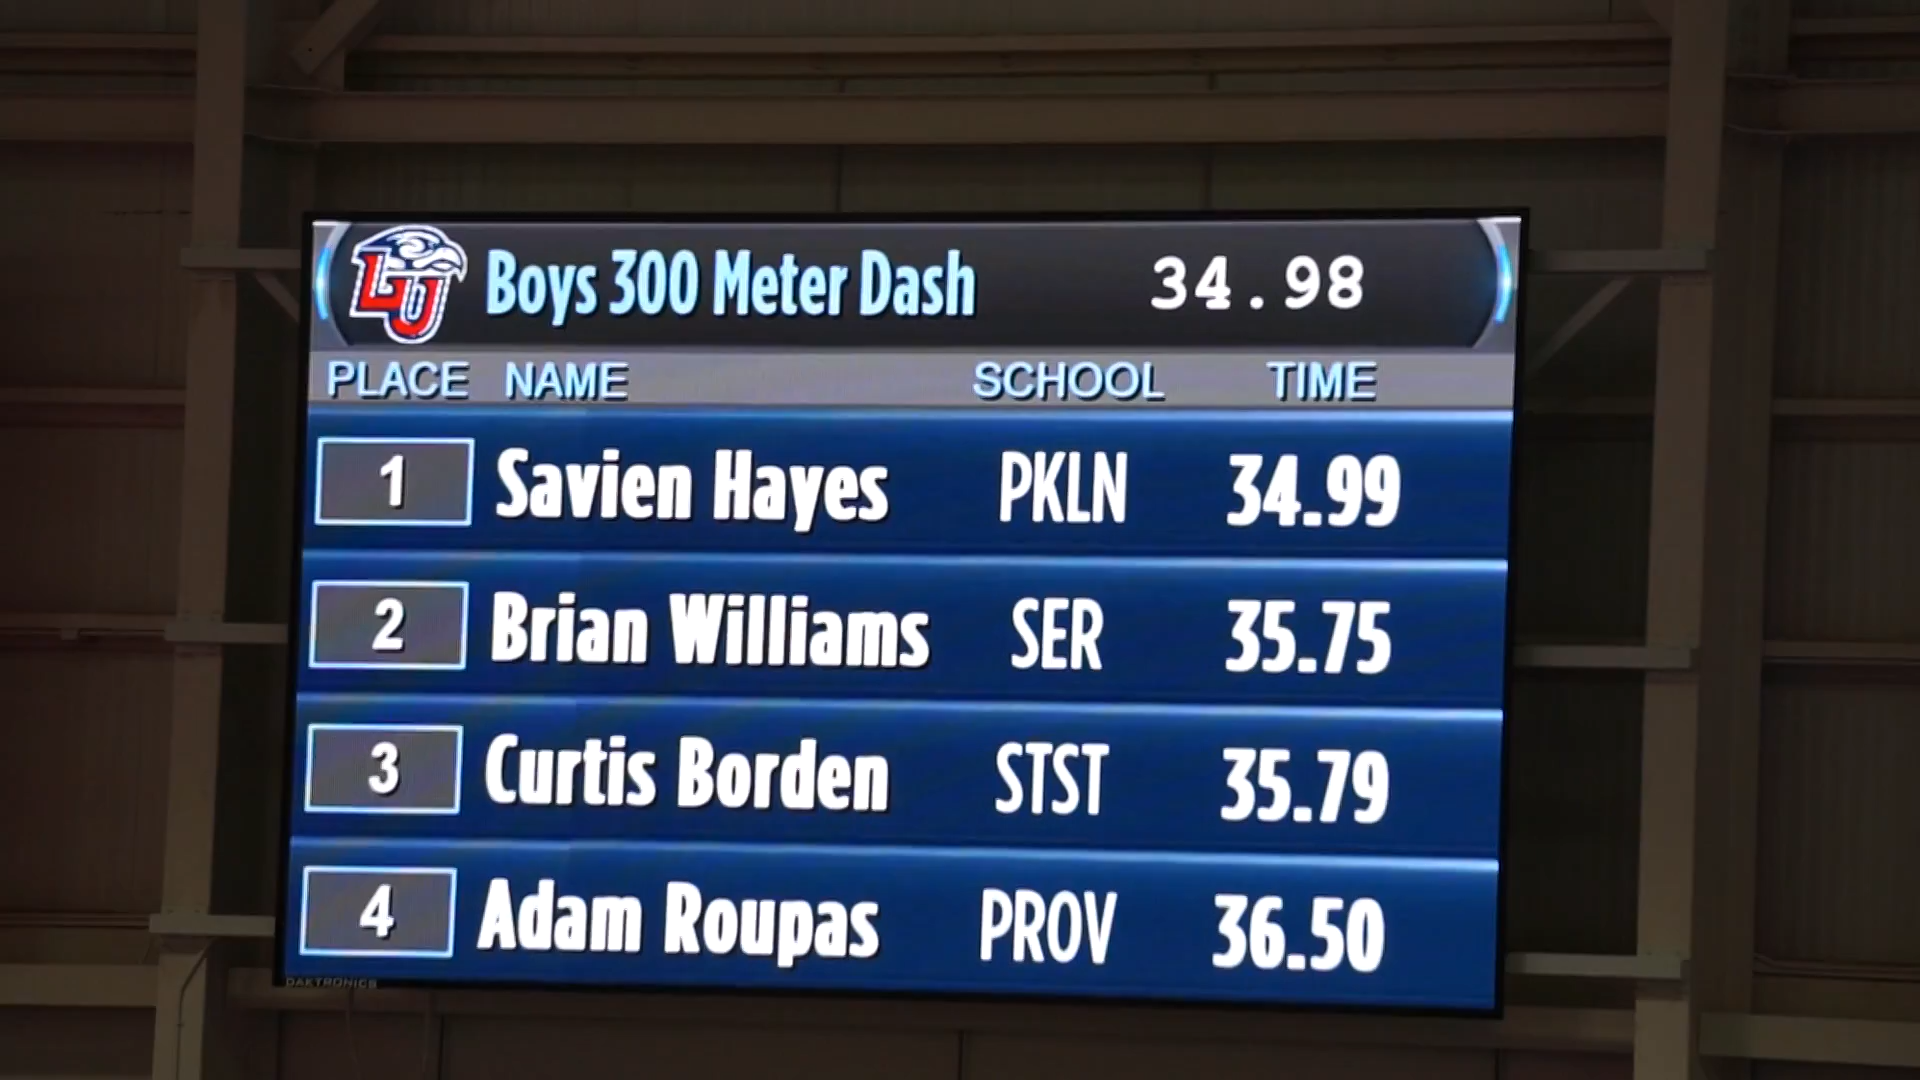 LU Boys 300 Meter Dash 34.98
PLACE NAME SCHOOL TIME
1 Savien Hayes PKLN 34.99
2 Brian Williams SER 35.75
3 Curtis Borden STST 35.79
4 Adam Roupas PROV 36.50
DAKTRONICS